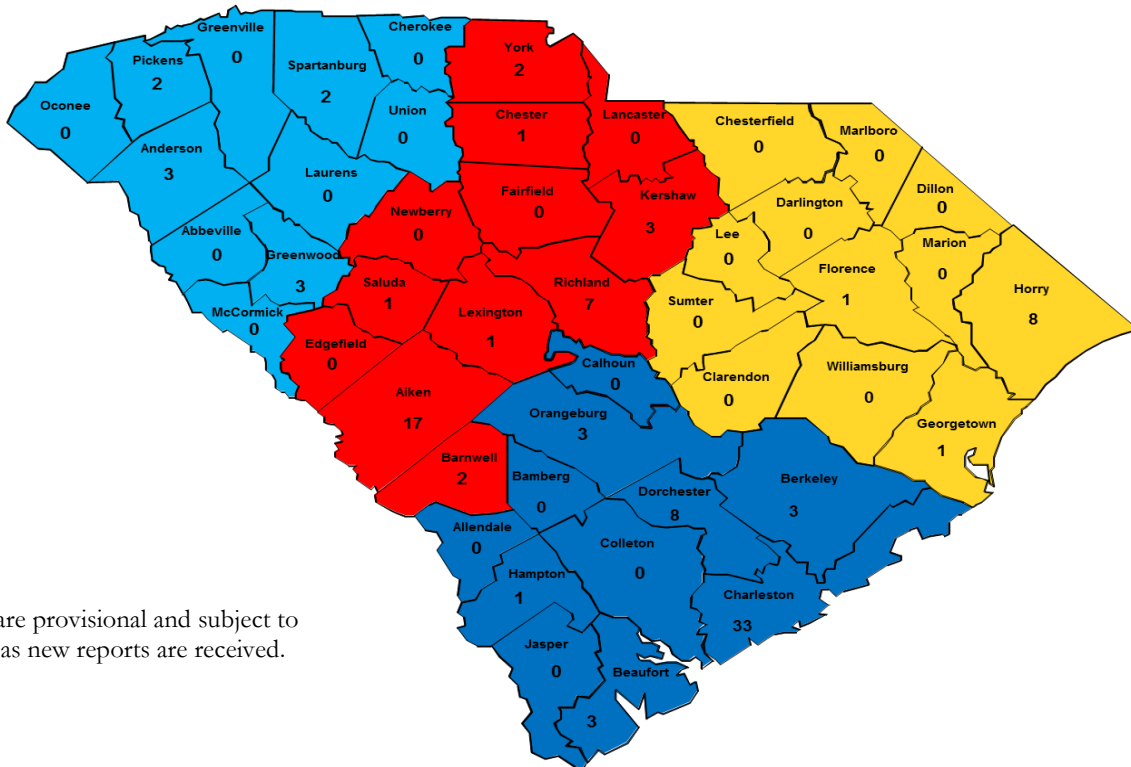 Greenville
0
Cherokee
0
York
2
Pickens
2
Spartanburg
2
Oconee
0
Union
0
Chester
1
Lancaster
0
Chesterfield
0
Marlboro
0
Anderson
3
Laurens
0
Fairfield
0
Kershaw
3
Darlington
0
Dillon
0
Newberry
0
Abbeville
0
Lee
0
Marion
0
Greenwood
3
Saluda
1
Richland
7
Florence
1
Horry
8
Sumter
0
McCormick
0
Lexington
1
Edgefield
0
Calhoun
0
Clarendon
0
Williamsburg
0
Aiken
17
Orangeburg
3
Georgetown
1
Barnwell
2
Bamberg
0
Dorchester
8
Berkeley
3
Allendale
0
Colleton
0
Hampton
1
Charleston
33
Jasper
0
Beaufort
3
are provisional and subject to
as new reports are received.